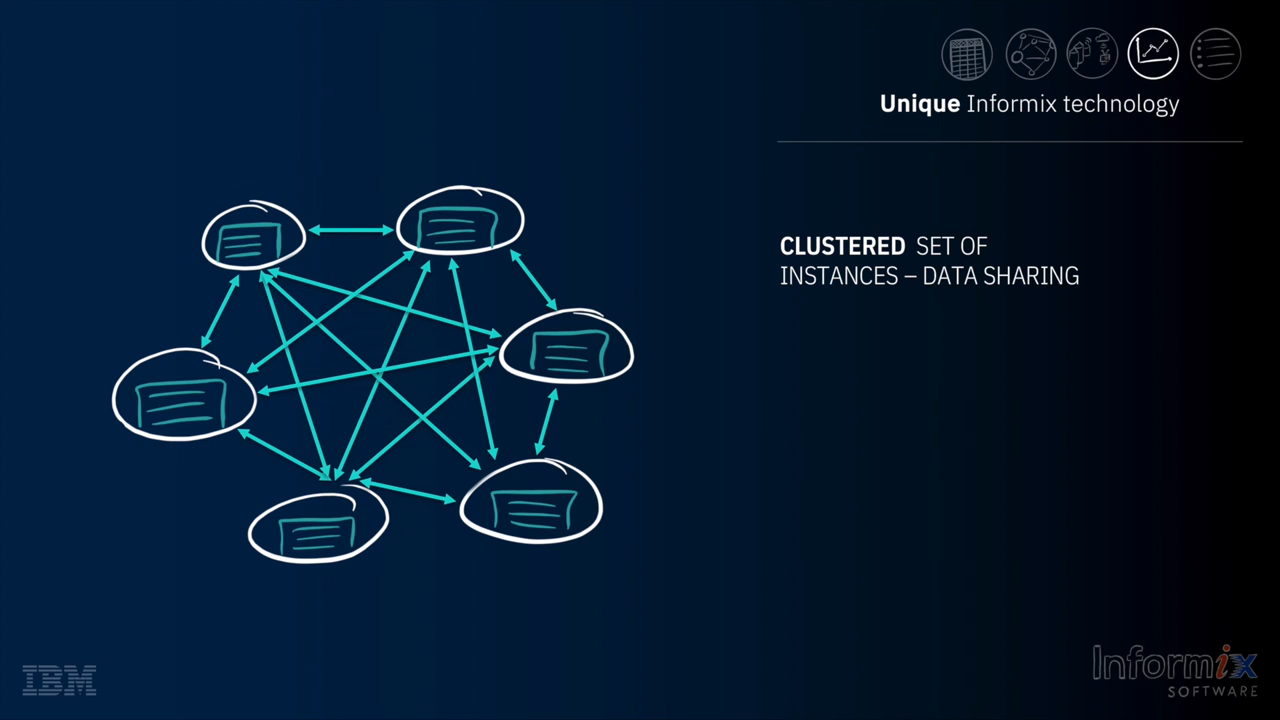 Unique Informix technology
CLUSTERED SET OF
INSTANCES – DATA SHARING
IBM
Informix
SOFTWARE